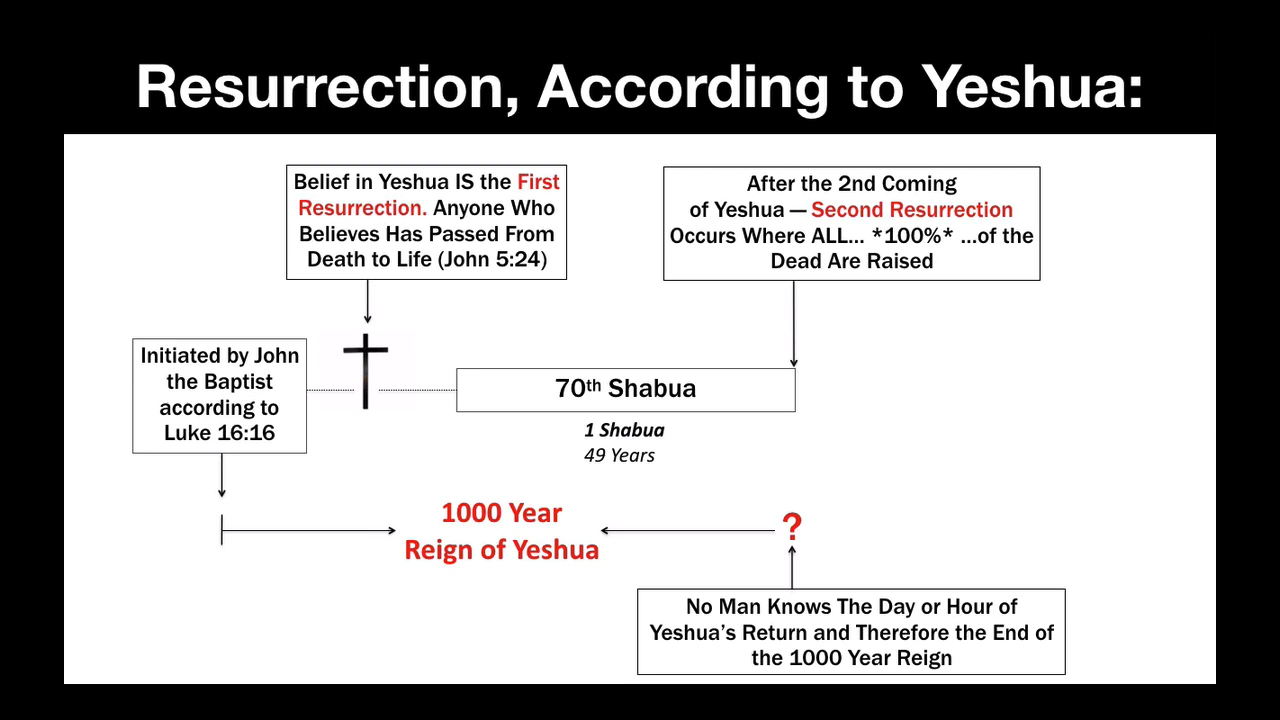 Resurrection, According to Yeshua:
Belief in Yeshua IS the First
Resurrection. Anyone Who
Believes Has Passed From
Death to Life (John 5:24)
After the 2nd Coming
of Yeshua — Second Resurrection
Occurs Where ALL... *100%* ...of the
Dead Are Raised
Initiated by John
the Baptist
according to
Luke 16:16
70th Shabua
1 Shabua
49 Years
1000 Year
Reign of Yeshua
?
No Man Knows The Day or Hour of
Yeshua’s Return and Therefore the End of
the 1000 Year Reign